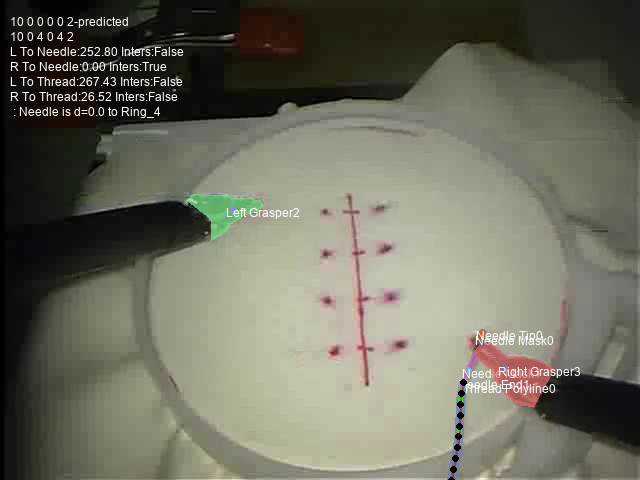 10 0 0 0 0 2-predicted
10 0 4 0 4 2
L To Needle:252.80 Inters:False
R To Needle:0.00 Inters:True
L To Thread:267.43 Inters:False
R To Thread:26.52 Inters:False
: Needle is d=0.0 to Ring_4
Left Grasper2
Needle Tip0
Needle Mask0
Right Grasper3
Needle End1
Thread Polyline0